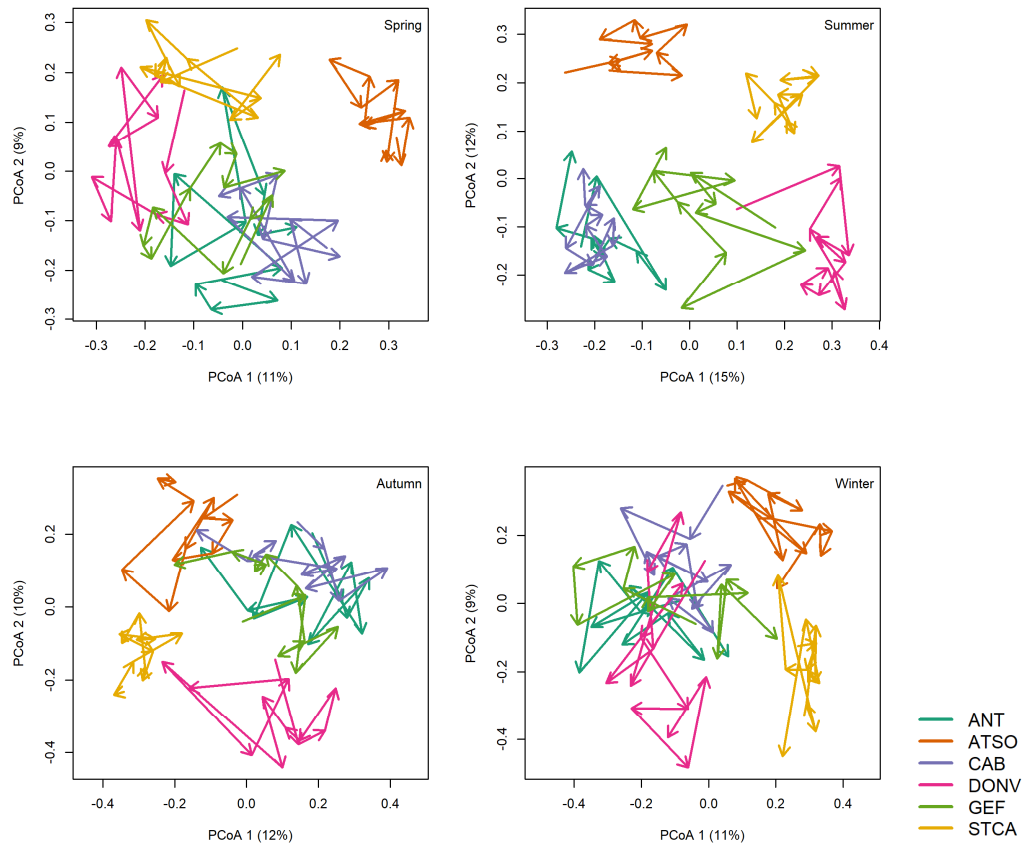 Spring
0.3
0.2
0.1
0.0
-0.1
-0.2
-0.3
PCoA 2 (9%)
-0.3 -0.2 -0.1 0.0 0.1 0.2 0.3
PCoA 1 (11%)
Summer
0.3
0.2
0.1
0.0
-0.1
-0.2
PCoA 2 (12%)
-0.3 -0.2 -0.1 0.0 0.1 0.2 0.3 0.4
PCoA 1 (15%)
Autumn
0.2
0.0
-0.2
-0.4
PCoA 2 (10%)
-0.4 -0.2 0.0 0.2 0.4
PCoA 1 (12%)
Winter
0.2
0.0
-0.2
-0.4
PCoA 2 (9%)
-0.4 -0.2 0.0 0.2 0.4
PCoA 1 (11%)
ANT
ATSO
CAB
DONV
GEF
STCA